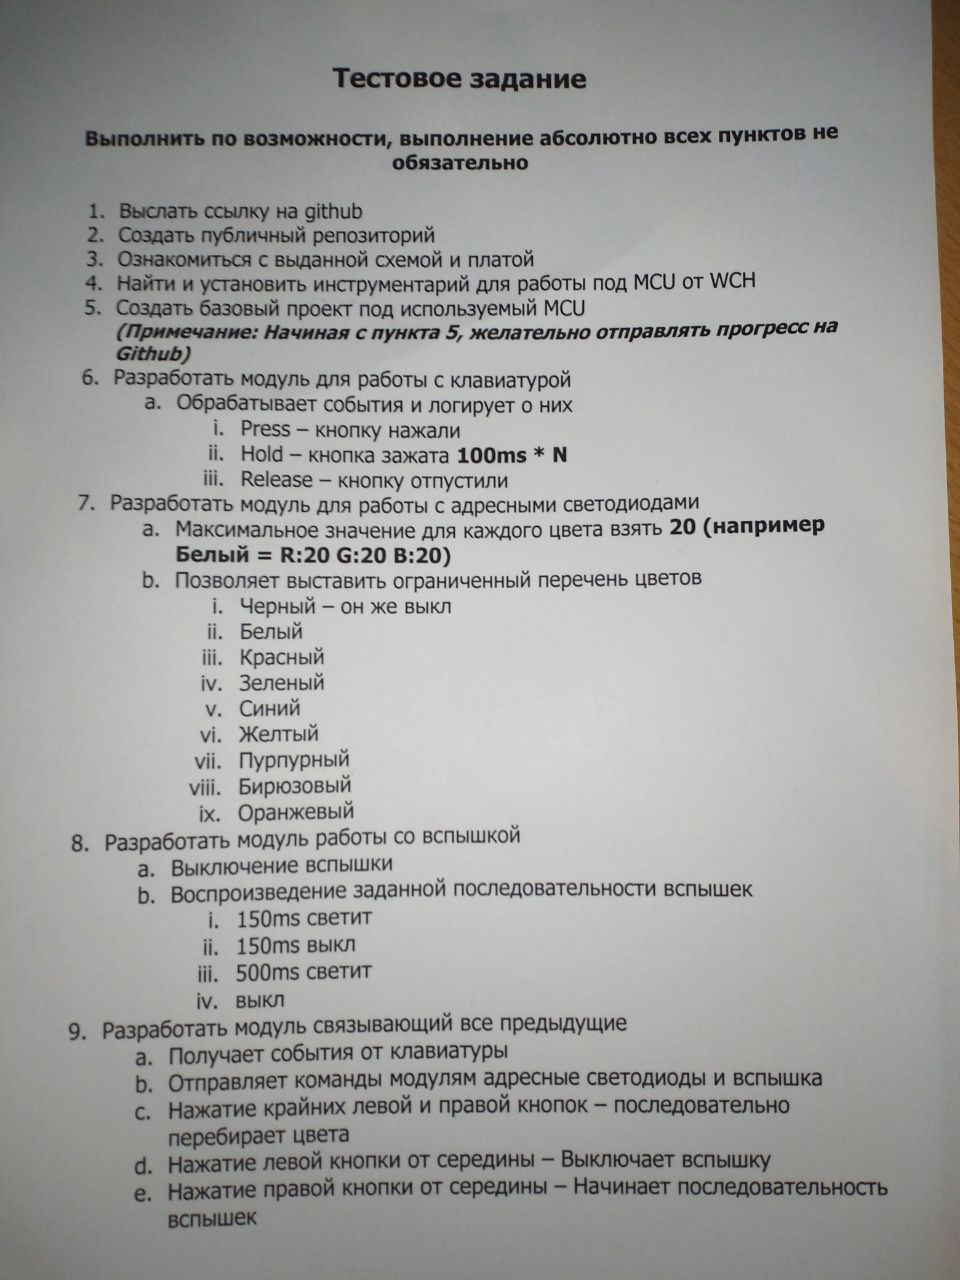 Тестовое задание
Выполнить по возможности, выполнение абсолютно всех пунктов не
обязательно
1. Выслать ссылку на github
2. Создать публичный репозиторий
3. Ознакомиться с выданной схемой и платой
4. Найти и установить инструментарий для работы под MCU от WCH
5. Создать базовый проект под используемый MCU
(Примечание: Начиная с пункта 5, желательно отправлять прогресс на
Github)
6. Разработать модуль для работы с клавиатурой
a. Обрабатывает события и логирует о них
i. Press – кнопку нажали
ii. Hold – кнопка зажата 100ms * N
iii. Release – кнопку отпустили
7. Разработать модуль для работы с адресными светодиодами
a. Максимальное значение для каждого цвета взять 20 (например
Белый = R:20 G:20 B:20)
b. Позволяет выставить ограниченный перечень цветов
i. Черный – он же выкл
ii. Белый
iii. Красный
iv. Зеленый
v. Синий
vi. Желтый
vii. Пурпурный
viii. Бирюзовый
ix. Оранжевый
8. Разработать модуль работы со вспышкой
a. Выключение вспышки
b. Воспроизведение заданной последовательности вспышек
i. 150ms светит
ii. 150ms выкл
iii. 500ms светит
iv. выкл
9. Разработать модуль связывающий все предыдущие
a. Получает события от клавиатуры
b. Отправляет команды модулям адресные светодиоды и вспышка
c. Нажатие крайних левой и правой кнопок – последовательно
перебирает цвета
d. Нажатие левой кнопки от середины – Выключает вспышку
e. Нажатие правой кнопки от середины – Начинает последовательность
вспышек